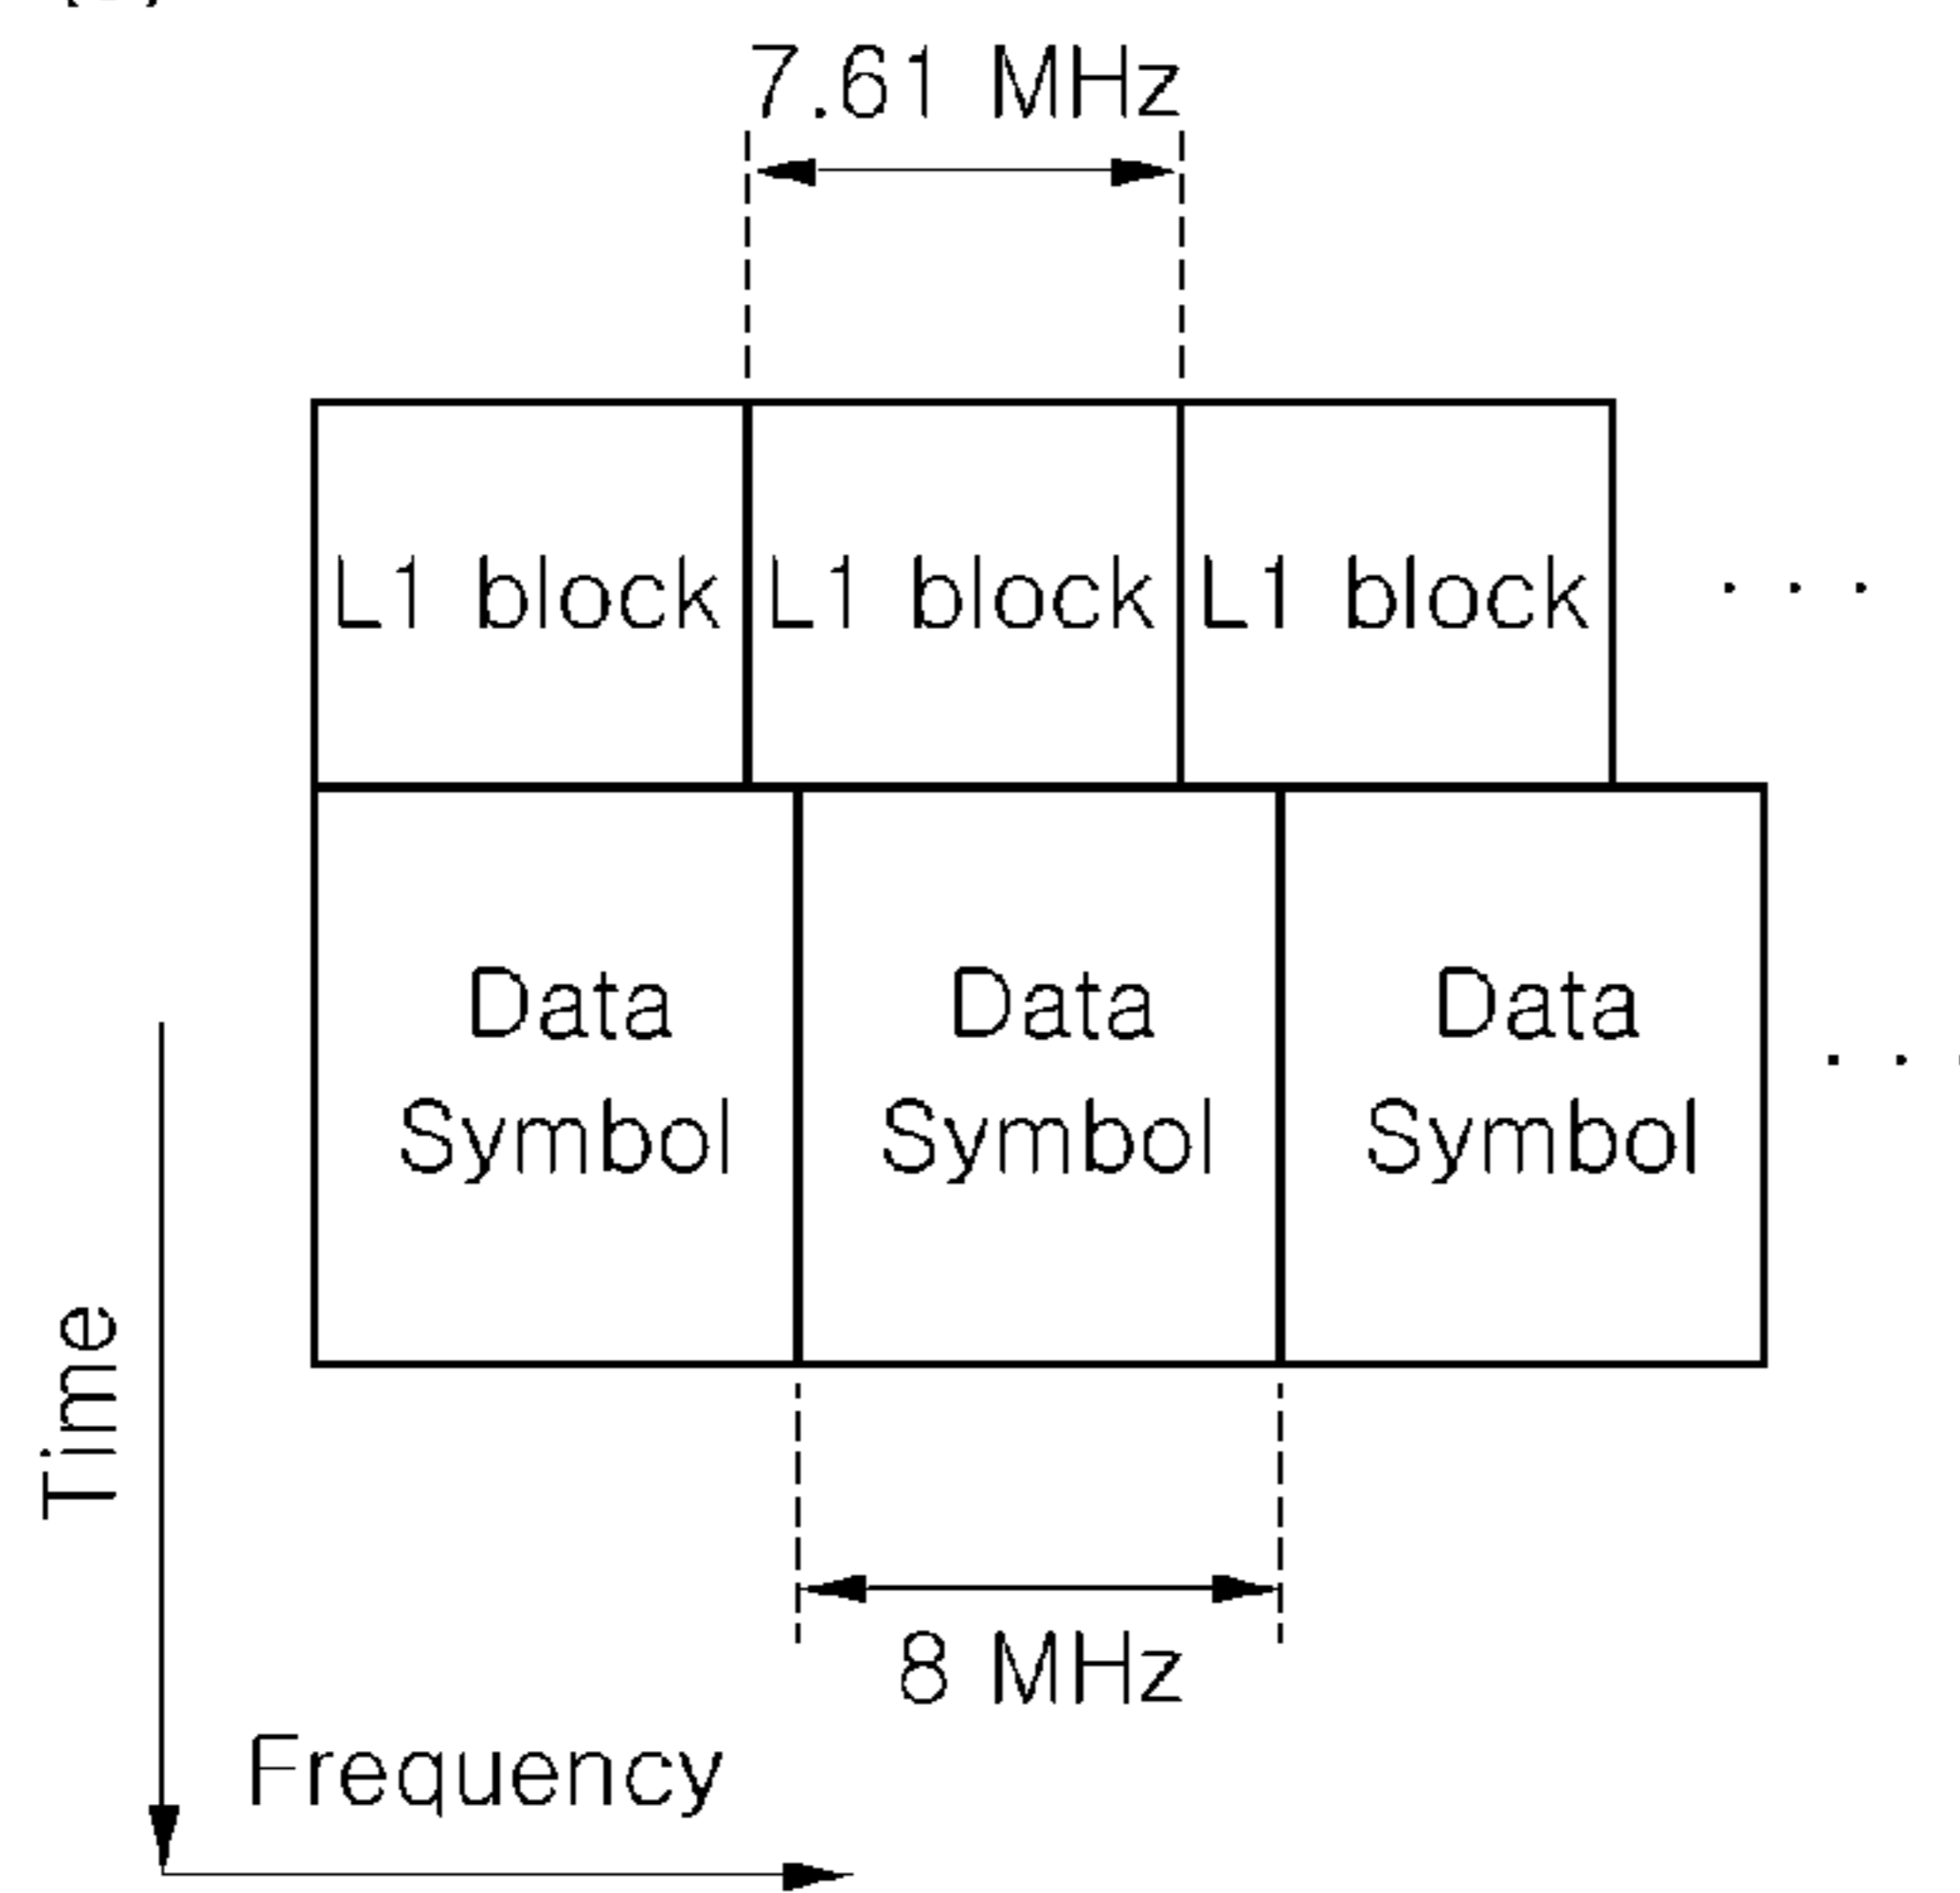 7.61 MHz
L1 block L1 block L1 block . . .
Data Data Data . . .
Symbol Symbol Symbol
Time
8 MHz
Frequency